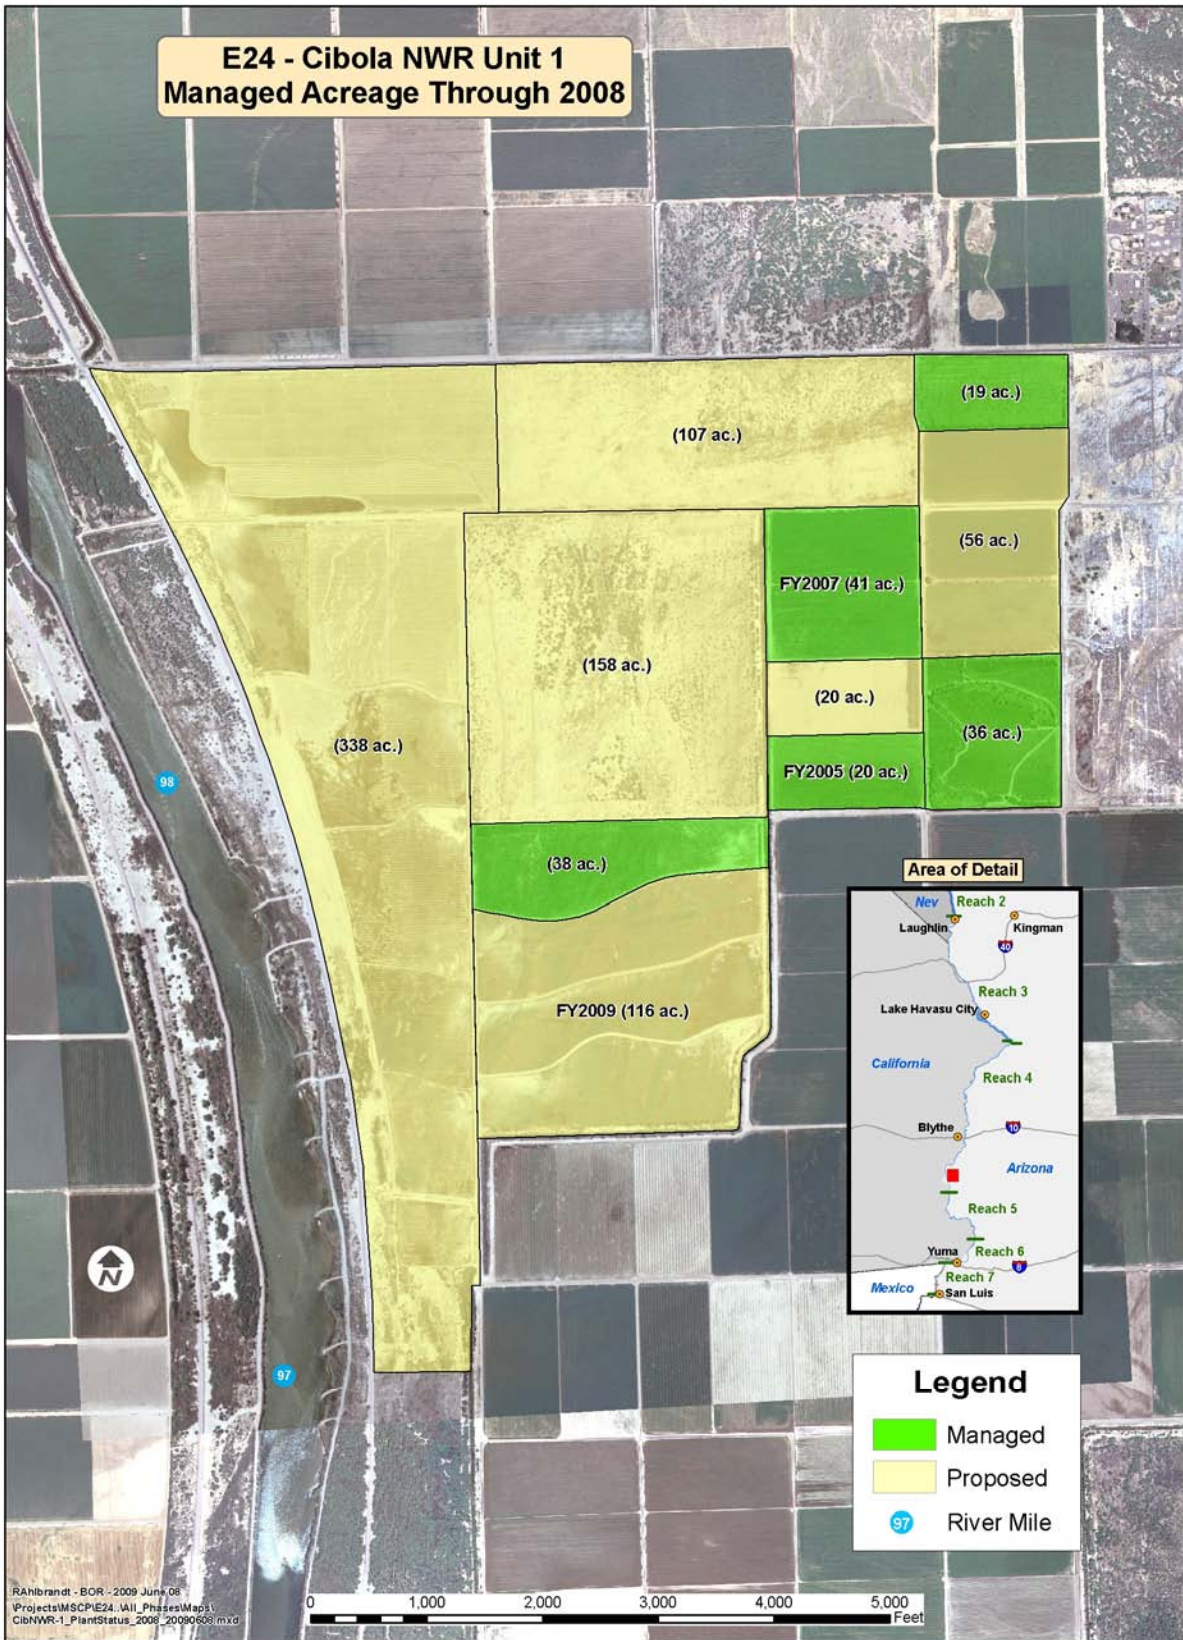 E24 - Cibola NWR Unit 1
Managed Acreage Through 2008
(19 ac.)
(107 ac.)
(56 ac.)
FY2007 (41 ac.)
(158 ac.)
(20 ac.)
(36 ac.)
(338 ac.)
FY2005 (20 ac.)
98
(38 ac.)
FY2009 (116 ac.)
Area of Detail
Nev
Reach 2
Laughlin
Kingman
40
Reach 3
Lake Havasu City
California
Reach 4
Blythe
10
Arizona
Reach 5
Yuma
Reach 6
8
Reach 7
Mexico
San Luis
N
97
Legend
Managed
Proposed
97 River Mile
RAhlbrandt - BOR - 2009 June 08
\Projects\MSCP\E24..\All_Phases\Maps\
CibNWR-1_PlantStatus_2008_20090608.mxd
0 1,000 2,000 3,000 4,000 5,000
Feet